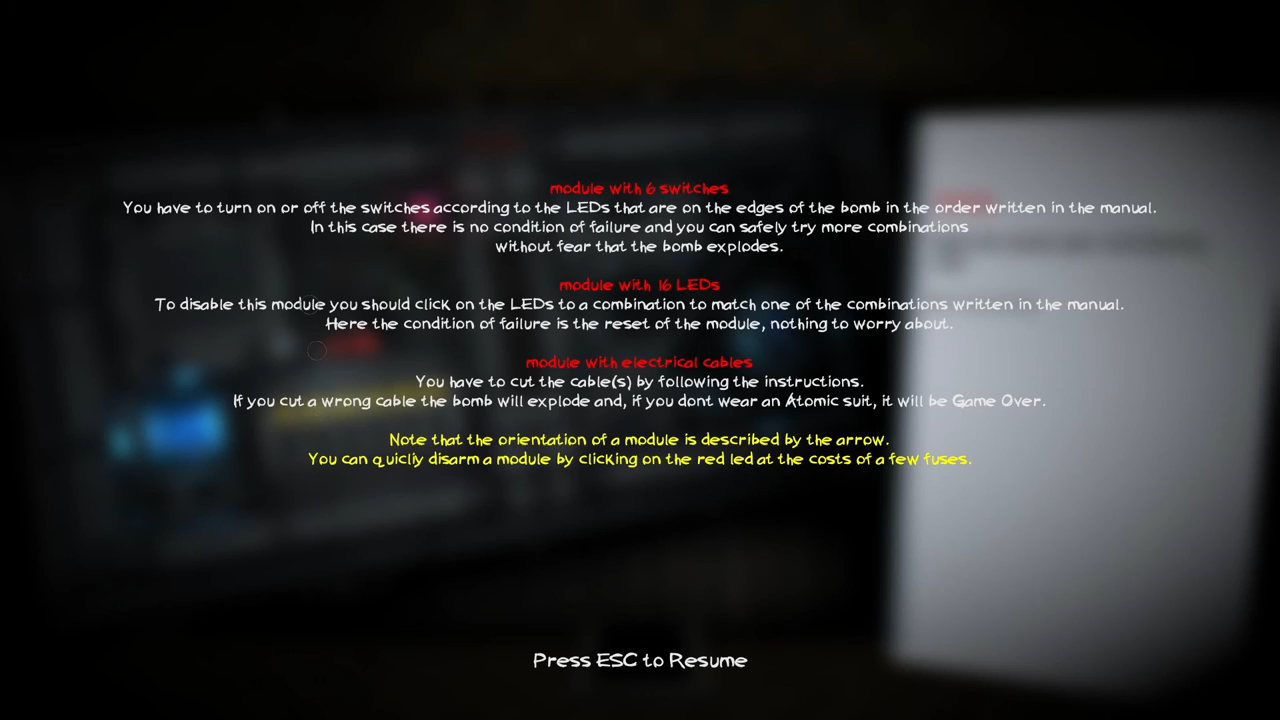 module with 6 switches
You have to turn on or off the switches according to the LEDs that are on the edges of the bomb in the order written in the manual.
In this case there is no condition of failure and you can safely try more combinations
without fear that the bomb explodes.
module with 16 LEDs
To disable this module you should click on the LEDs to a combination to match one of the combinations written in the manual.
Here the condition of failure is the reset of the module, nothing to worry about.
module with electrical cables
You have to cut the cable(s) by following the instructions.
If you cut a wrong cable the bomb will explode and, if you dont wear an Atomic suit, it will be Game Over.
Note that the orientation of a module is described by the arrow.
You can quicliy disarm a module by clicking on the red led at the costs of a few fuses.
Press ESC to Resume